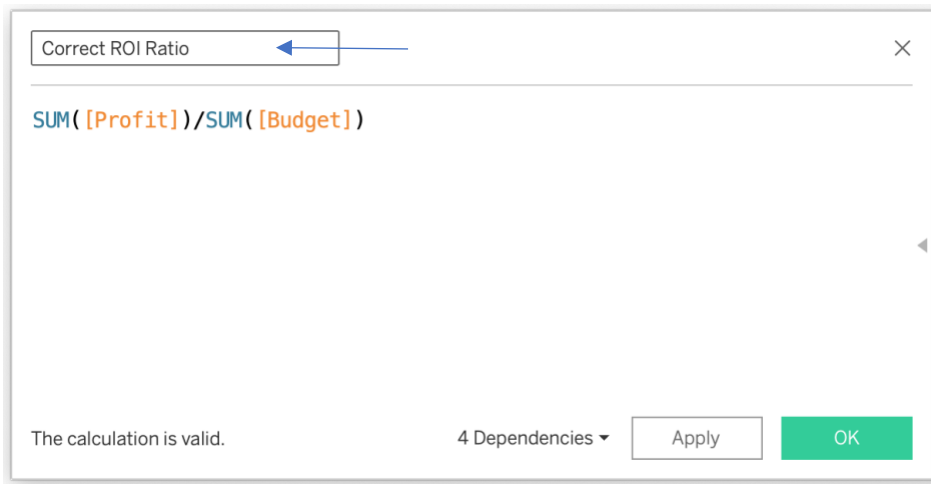 Correct ROI Ratio
SUM([Profit])/SUM([Budget])
The calculation is valid.
4 Dependencies
Apply
OK